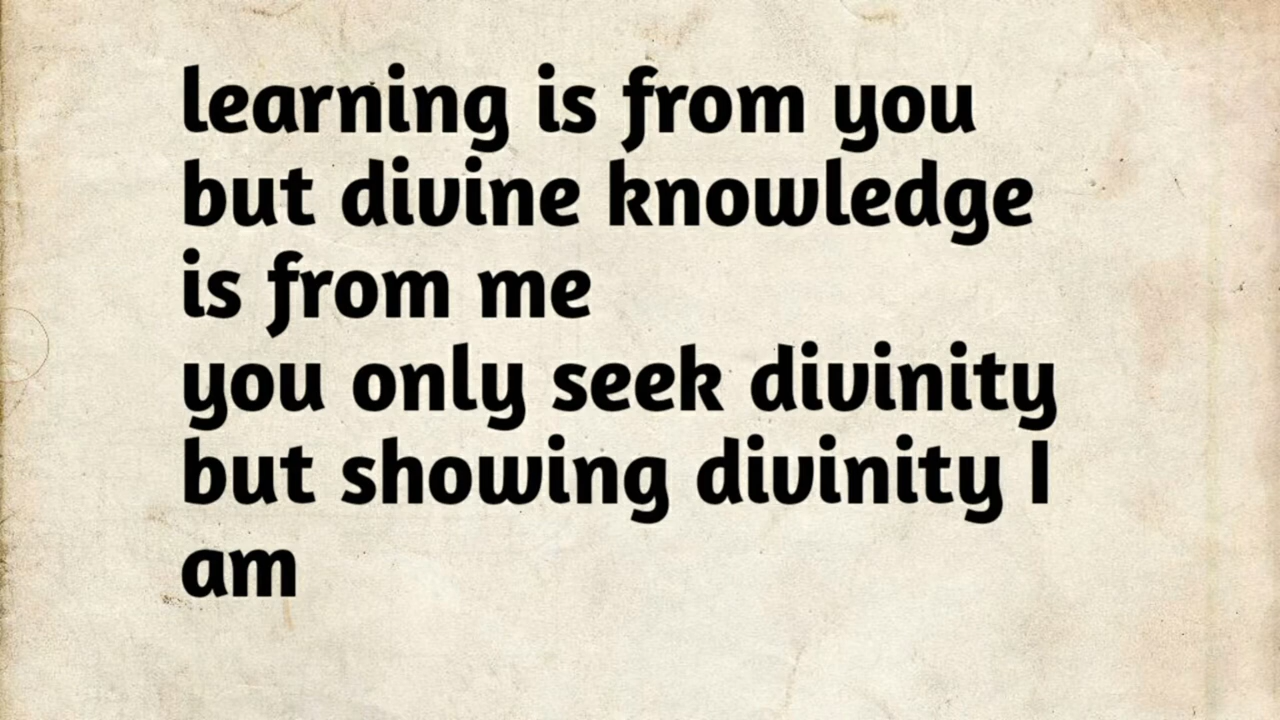 learning is from you
but divine knowledge
is from me
you only seek divinity
but showing divinity I
am